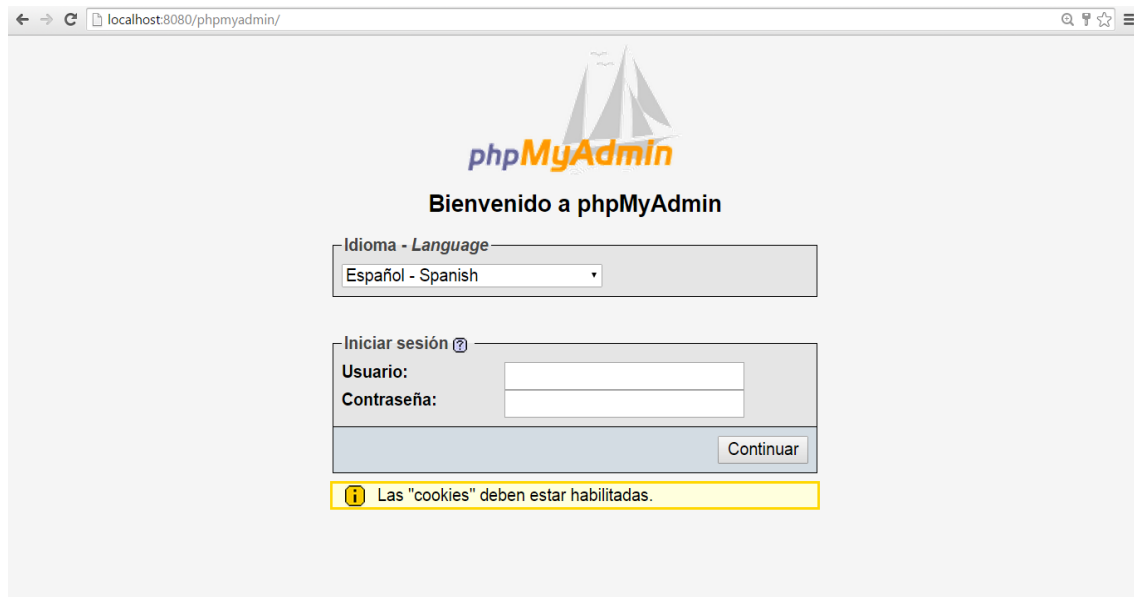 localhost:8080/phpmyadmin/
phpMyAdmin
Bienvenido a phpMyAdmin
Idioma - Language
Español - Spanish
Iniciar sesión
Usuario:
Contraseña:
Continuar
Las "cookies" deben estar habilitadas.